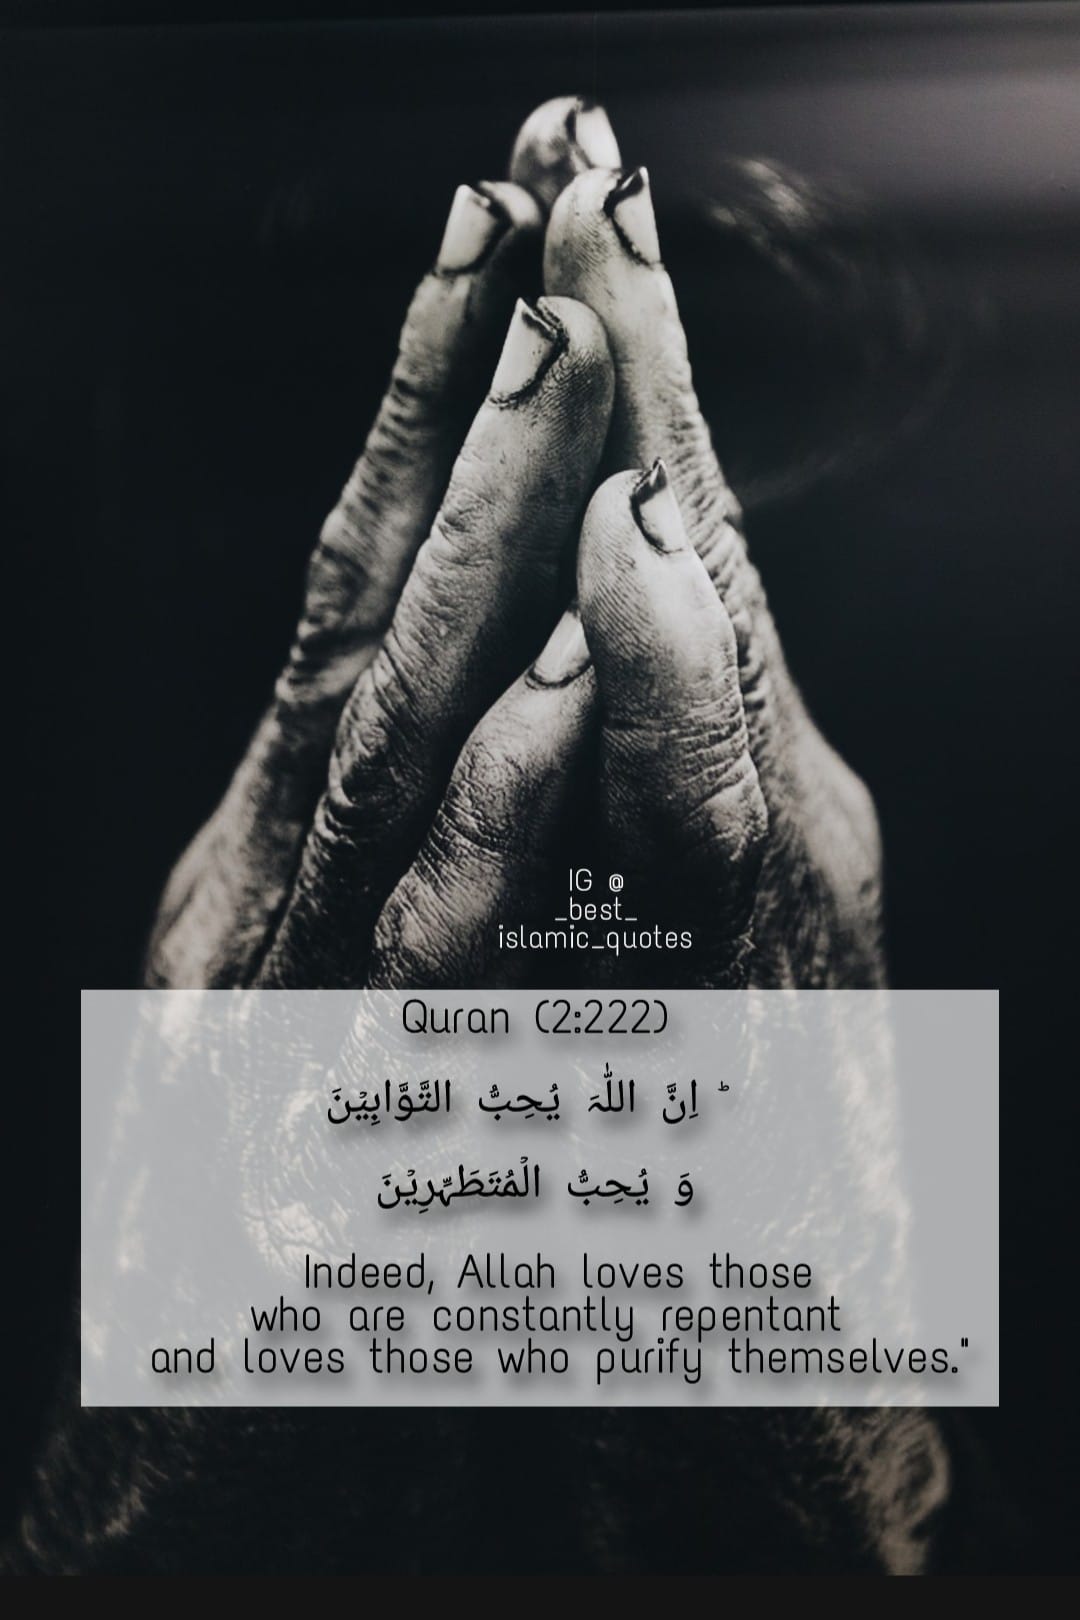 IG @
_best_
islamic_quotes
Quran (2:222)
ؕ اِنَّ اللّٰہَ یُحِبُّ التَّوَّابِیۡنَ
وَ یُحِبُّ الۡمُتَطَہِّرِیۡنَ
Indeed, Allah loves those
who are constantly repentant
and loves those who purify themselves."